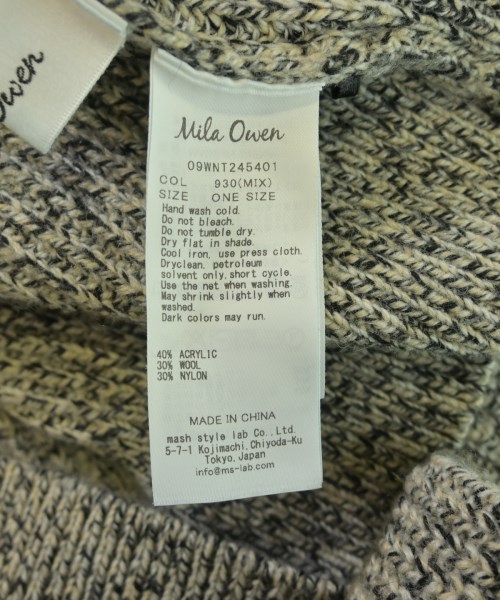 Owen
Mila Owen
09WNT245401
COL 930(MIX)
SIZE ONE SIZE
Hand wash cold.
Do not bleach.
Do not tumble dry.
Dry flat in shade.
Cool iron, use press cloth.
Dryclean, petroleum
solvent only,short cycle.
Use the net when washing.
May shrink slightly when
washed.
Dark colors may run.
40% ACRYLIC
30% WOOL
30% NYLON
MADE IN CHINA
mash style lab Co.,Ltd.
5-7-1 Kojimachi,Chiyoda-Ku
Tokyo,Japan
info@ms-lab.com